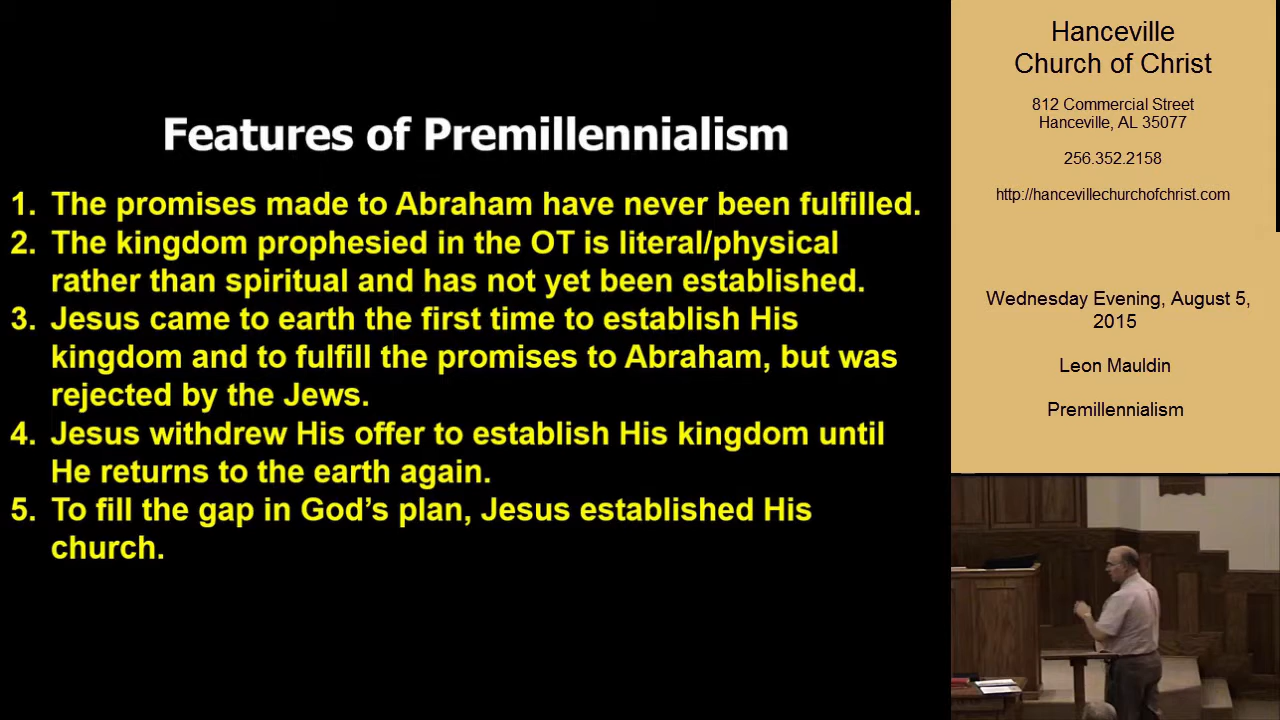 Features of Premillennialism
1. The promises made to Abraham have never been fulfilled.
2. The kingdom prophesied in the OT is literal/physical
rather than spiritual and has not yet been established.
3. Jesus came to earth the first time to establish His
kingdom and to fulfill the promises to Abraham, but was
rejected by the Jews.
4. Jesus withdrew His offer to establish His kingdom until
He returns to the earth again.
5. To fill the gap in God’s plan, Jesus established His
church.
Hanceville
Church of Christ
812 Commercial Street
Hanceville, AL 35077
256.352.2158
http://hancevillechurchofchrist.com
Wednesday Evening, August 5,
2015
Leon Mauldin
Premillennialism